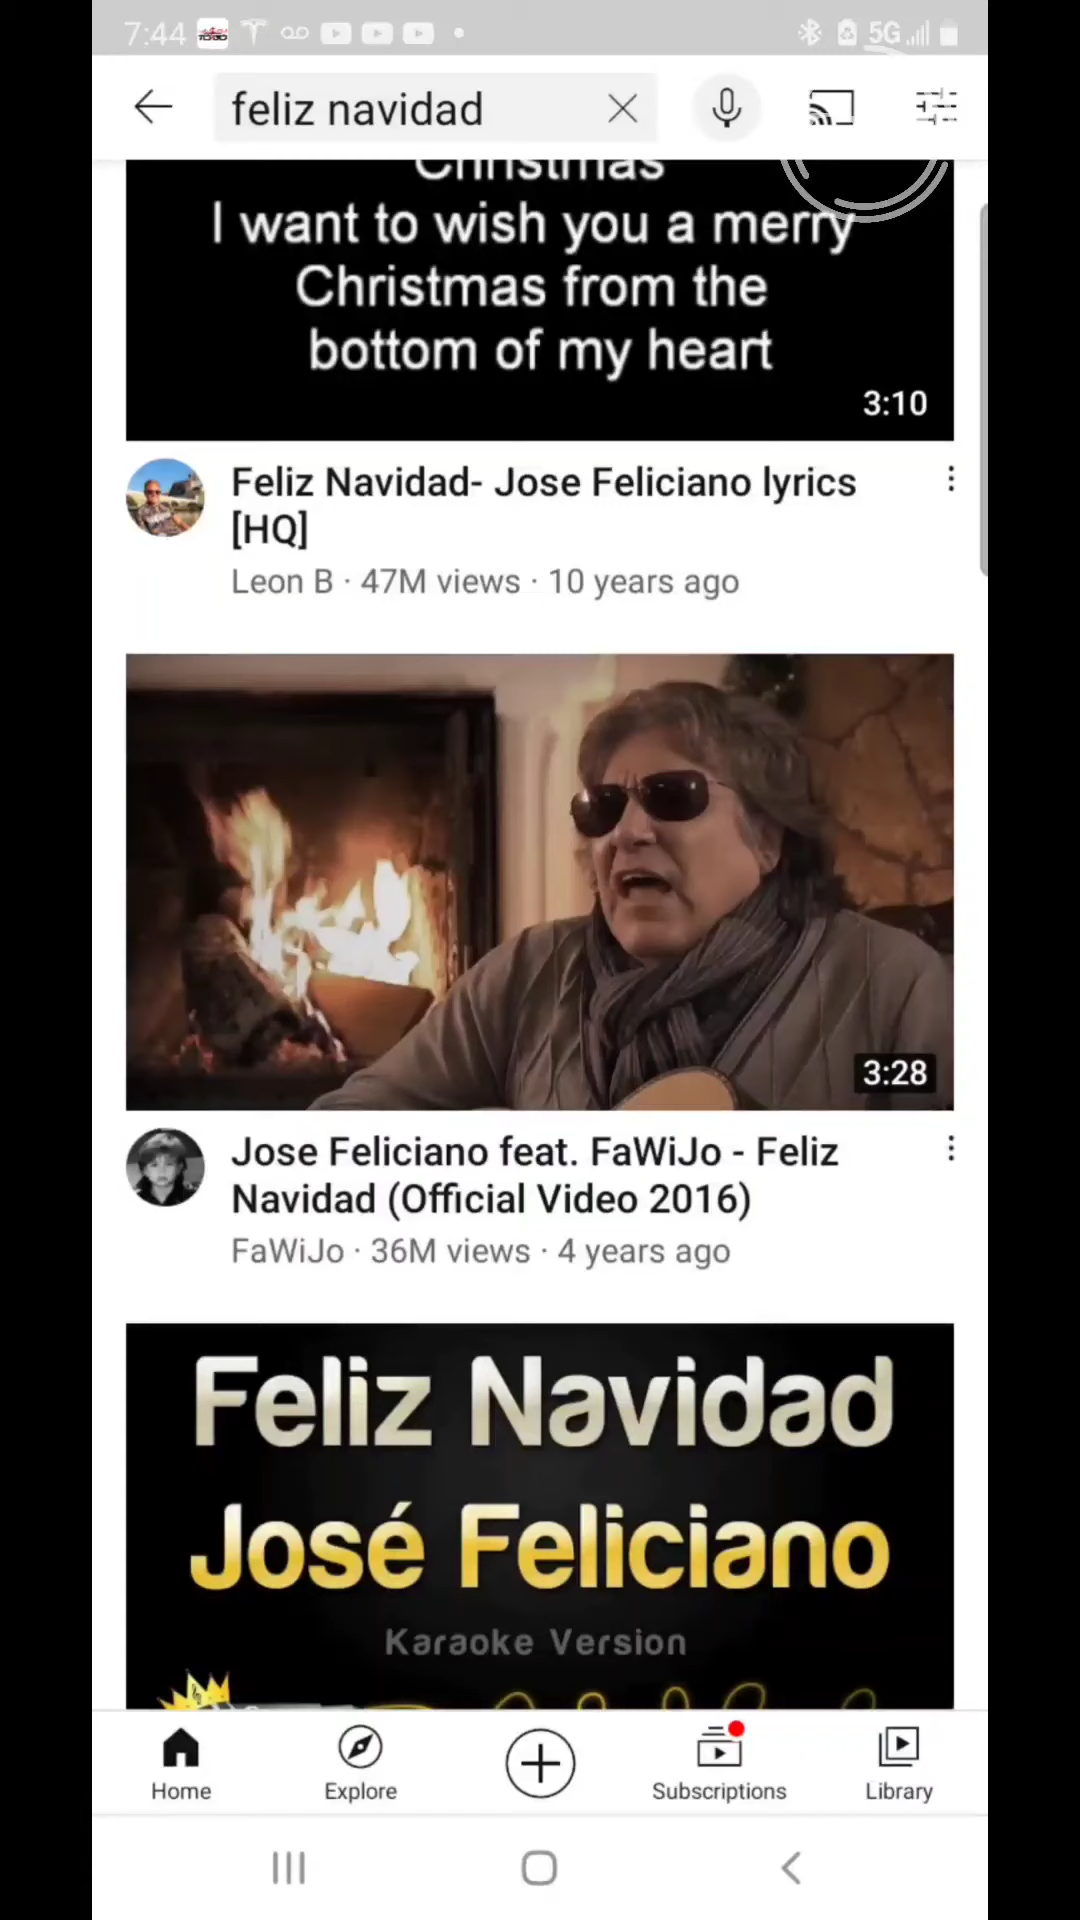 7:44
5G
feliz navidad
Christmas
I want to wish you a merry
Christmas from the
bottom of my heart
3:10
Feliz Navidad- Jose Feliciano lyrics
[HQ]
Leon B · 47M views · 10 years ago
3:28
Jose Feliciano feat. FaWiJo - Feliz
Navidad (Official Video 2016)
FaWiJo · 36M views · 4 years ago
Feliz Navidad
José Feliciano
Karaoke Version
Home
Explore
Subscriptions
Library